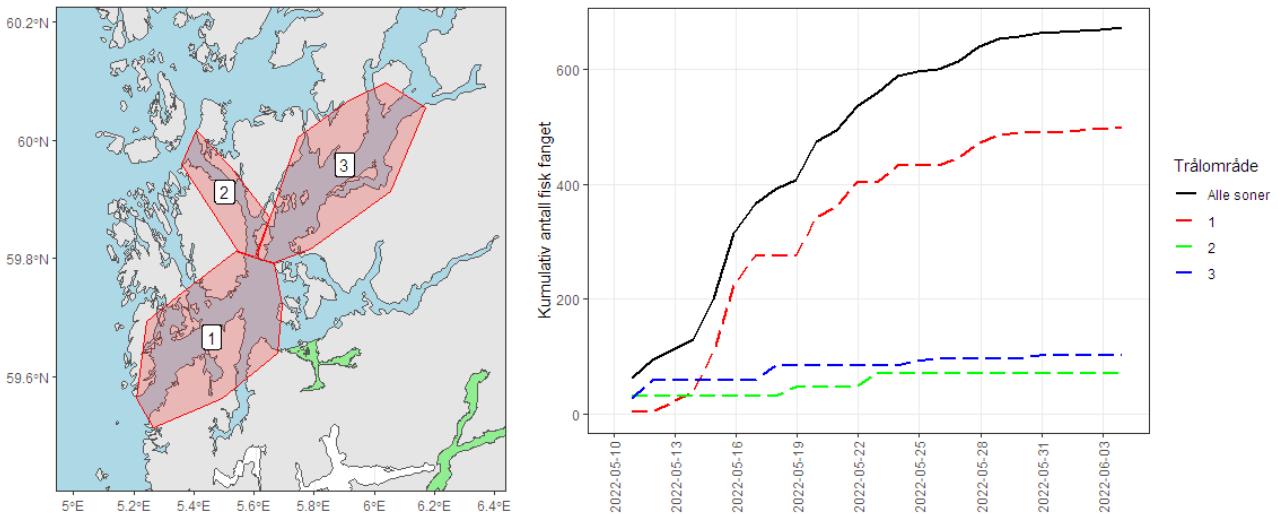 60.2°N
60°N
59.8°N
59.6°N
3
2
1
5°E
5.2°E
5.4°E
5.6°E
5.8°E
6°E
6.2°E
6.4°E
Kumulativ antall fisk fanget
600
400
200
0
2022-05-10
2022-05-13
2022-05-16
2022-05-19
2022-05-22
2022-05-25
2022-05-28
2022-05-31
2022-06-03
Trålområde
Alle soner
1
2
3